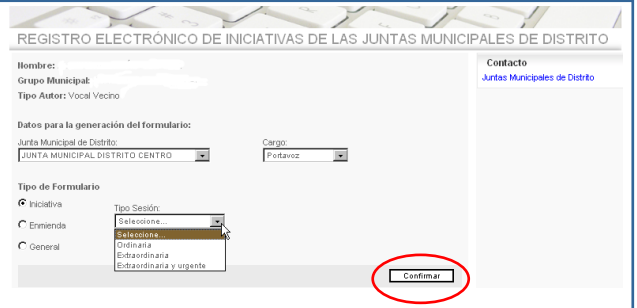 REGISTRO ELECTRÓNICO DE INICIATIVAS DE LAS JUNTAS MUNICIPALES DE DISTRITO
Nombre:
Grupo Municipal:
Tipo Autor: Vocal Vecino
Datos para la generación del formulario:
Junta Municipal de Distrito: Cargo:
JUNTA MUNICIPAL DISTRITO CENTRO Portavoz
Tipo de Formulario
Iniciativa
Tipo Sesión:
Enmienda Seleccione...
Seleccione...
General Ordinaria
Extraordinaria
Extraordinaria y urgente
Confirmar
Contacto
Juntas Municipales de Distrito